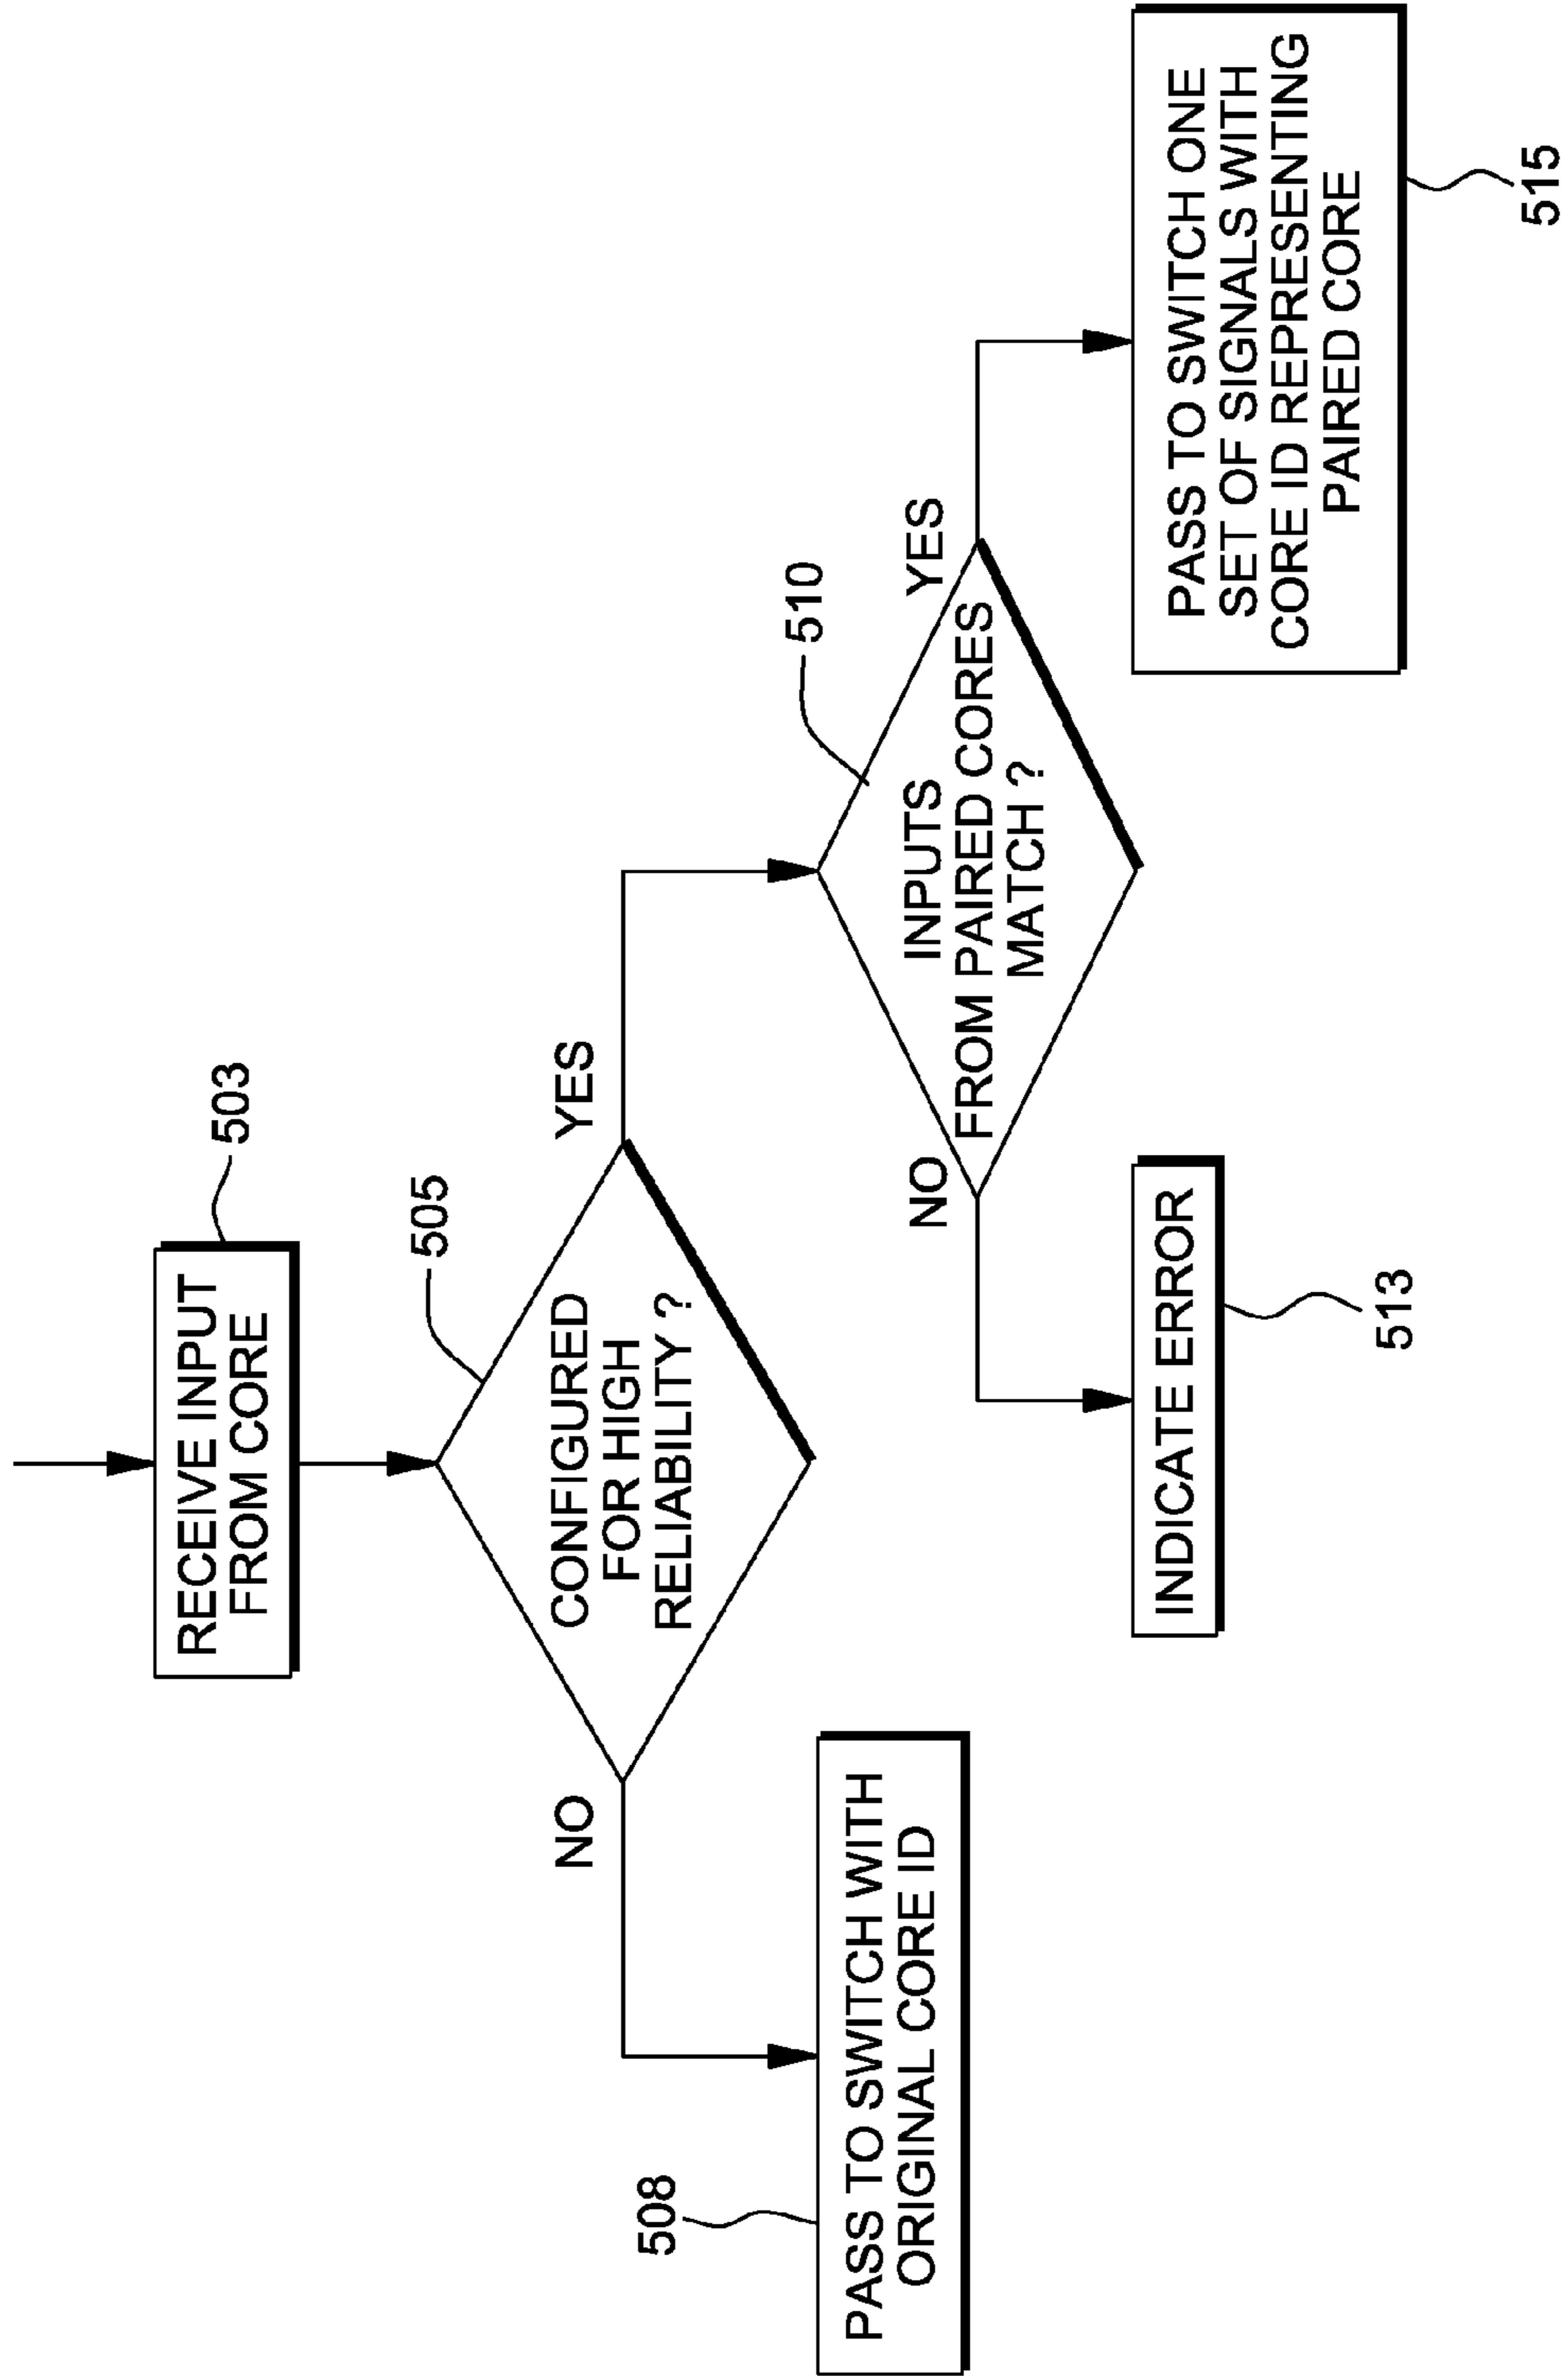 RECEIVE INPUT
FROM CORE
503
505
CONFIGURED
FOR HIGH
RELIABILITY ?
NO
YES
508
PASS TO SWITCH WITH
ORIGINAL CORE ID
510
INPUTS
FROM PAIRED CORES
MATCH ?
NO
YES
INDICATE ERROR
513
PASS TO SWITCH ONE
SET OF SIGNALS WITH
CORE ID REPRESENTING
PAIRED CORE
515